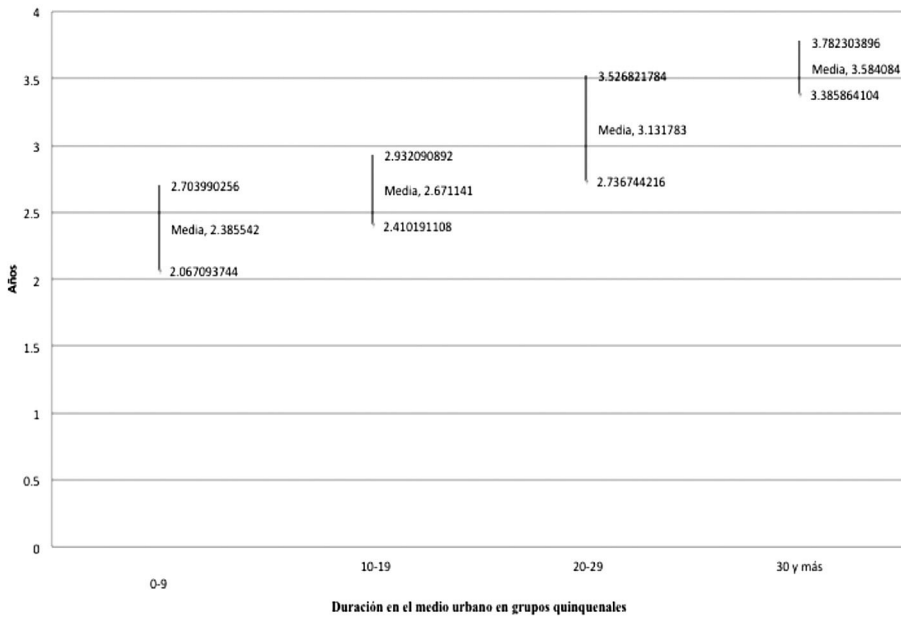 4
3.782303896
Media, 3.584084
3.5
3.526821784
3.385864104
Media, 3.131783
3
2.932090892
2.703990256
2.736744216
Media, 2.671141
2.5
2.410191108
Media, 2.385542
Años
2.067093744
2
1.5
1
0.5
0
10-19
20-29
30 y más
0-9
Duración en el medio urbano en grupos quinquenales